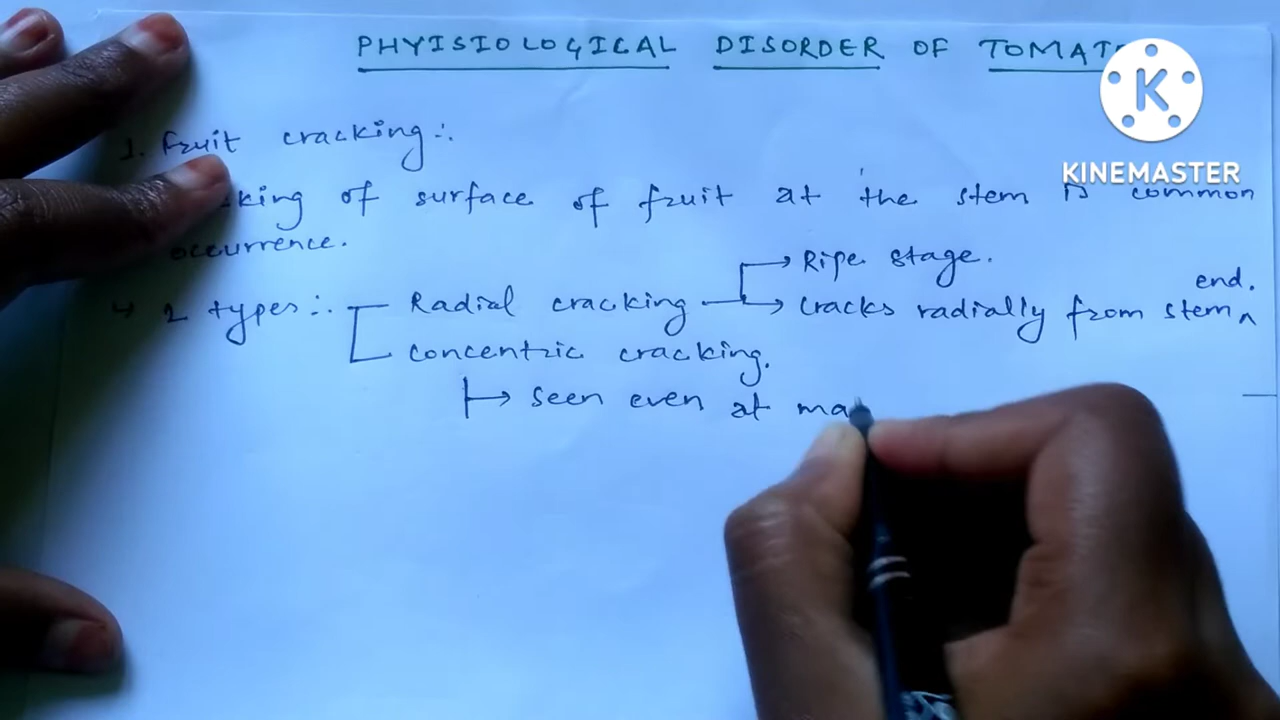 PHYISIOLOGICAL DISORDER OF TOMAT
1. Fruit cracking:-
king of surface of fruit at the stem is common
occurrence.
↳ 2 types:- Radial cracking → Ripe stage.
→ cracks radially from stem ^ end.
concentric cracking.
→ seen even at ma
K
KINEMASTER